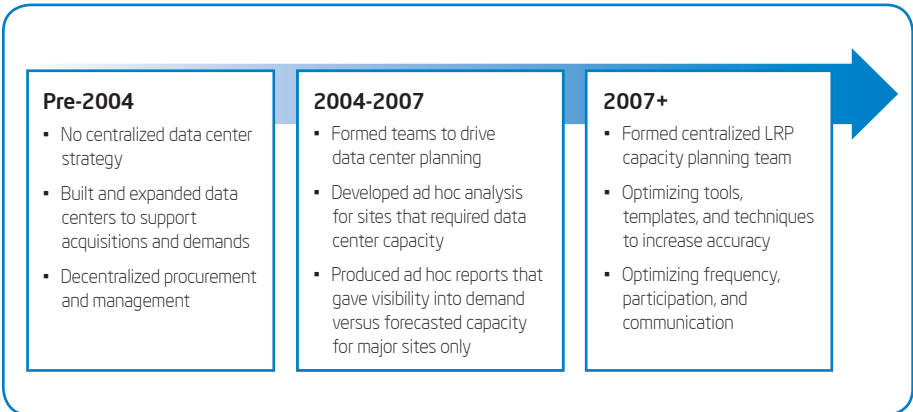 Pre-2004
▪ No centralized data center
strategy
▪ Built and expanded data
centers to support
acquisitions and demands
▪ Decentralized procurement
and management
2004-2007
▪ Formed teams to drive
data center planning
▪ Developed ad hoc analysis
for sites that required data
center capacity
▪ Produced ad hoc reports that
gave visibility into demand
versus forecasted capacity
for major sites only
2007+
▪ Formed centralized LRP
capacity planning team
▪ Optimizing tools,
templates, and techniques
to increase accuracy
▪ Optimizing frequency,
participation, and
communication